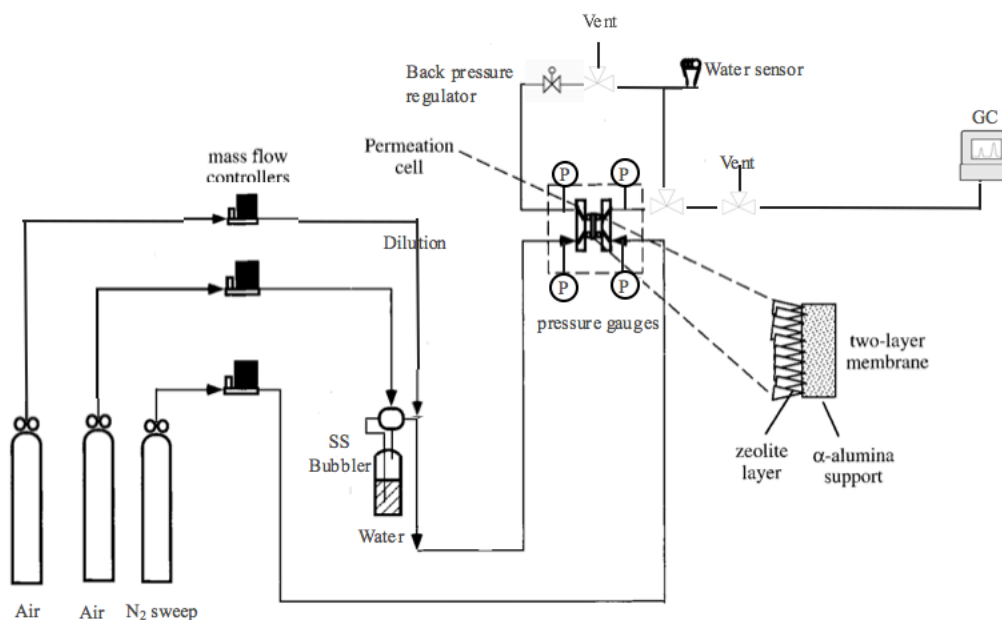 Vent
Back pressure
regulator
Water sensor
GC
Permeation
cell
mass flow
controllers
P
P
Vent
Dilution
P
P
pressure gauges
two-layer
membrane
SS
Bubbler
zeolite
layer
α-alumina
support
Water
Air
Air
N₂ sweep